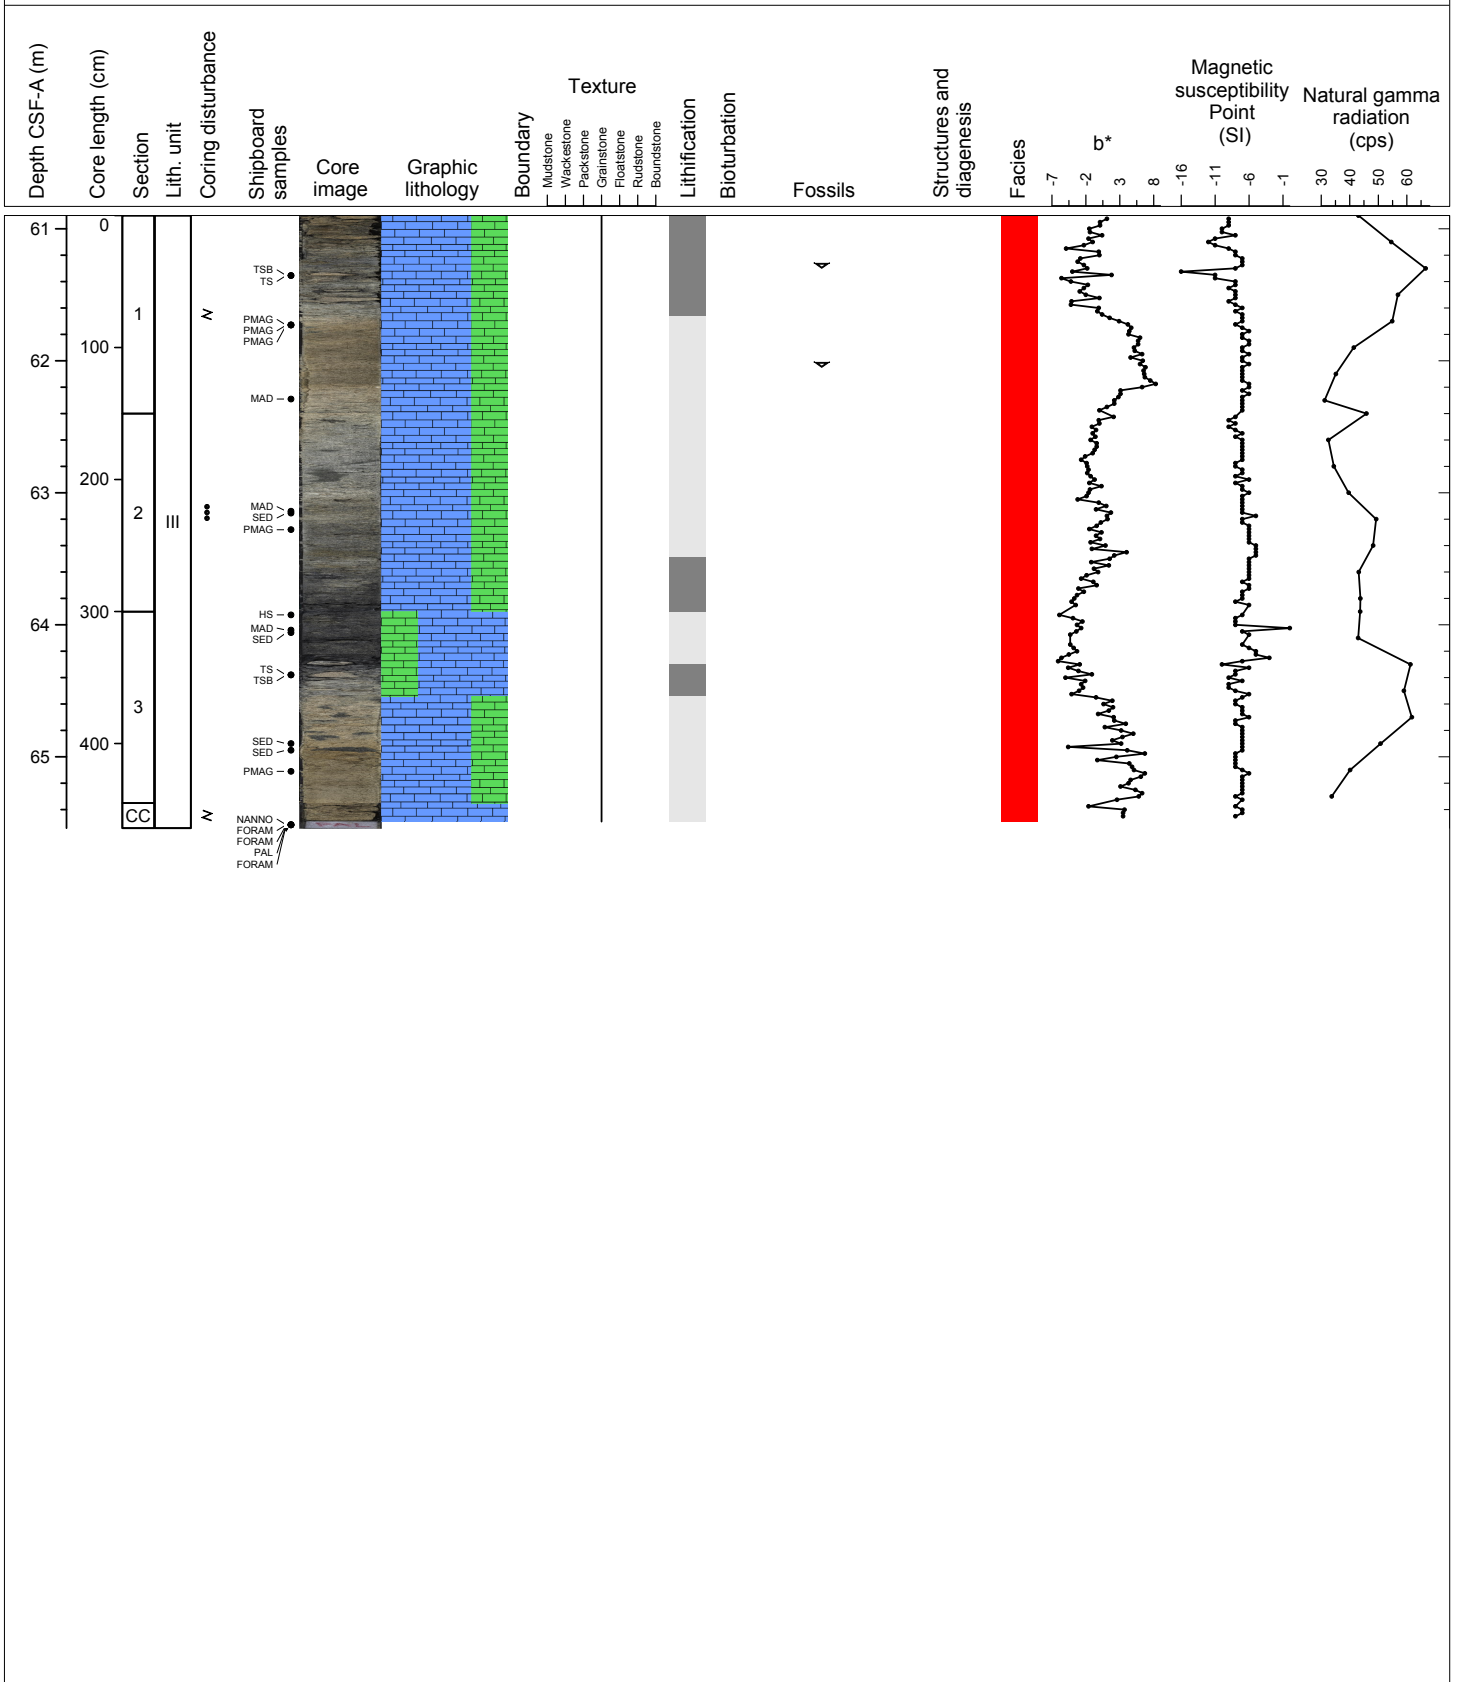 Depth CSF-A (m)
Core length (cm)
Section
Lith. unit
Coring disturbance
Shipboard
samples
Core
image
Graphic
lithology
Boundary
Texture
Mudstone
Wackestone
Packstone
Grainstone
Floatstone
Rudstone
Boundstone
Lithification
Bioturbation
Fossils
Structures and
diagenesis
Facies
b*
-7
-2
3
8
Magnetic
susceptibility
Point
(SI)
-16
-11
-6
-1
Natural gamma
radiation
(cps)
30
40
50
60
61
62
63
64
65
0
100
200
300
400
1
2
3
CC
III
TSB
TS
PMAG
PMAG
PMAG
MAD
MAD
SED
PMAG
HS
MAD
SED
TS
TSB
SED
SED
PMAG
NANNO
FORAM
FORAM
PAL
FORAM